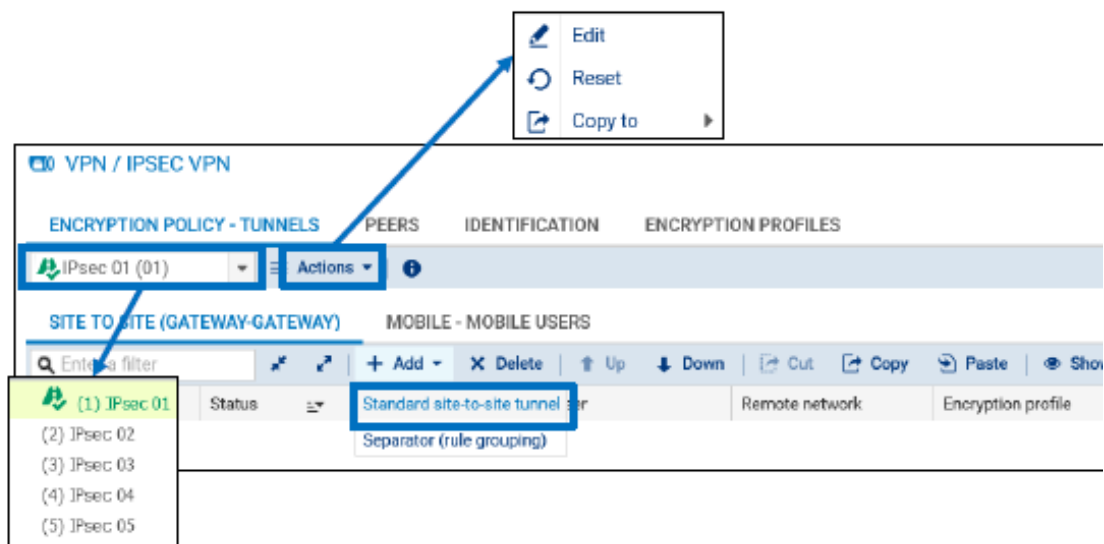 Edit
Reset
Copy to
VPN / IPSEC VPN
ENCRYPTION POLICY - TUNNELS PEERS IDENTIFICATION ENCRYPTION PROFILES
IPsec 01 (01) Actions
SITE TO SITE (GATEWAY-GATEWAY) MOBILE - MOBILE USERS
Enter a filter + Add Delete Up Down Cut Copy Paste Show
(1) IPsec 01 Status Standard site-to-site tunnel Remote network Encryption profile
(2) IPsec 02 Separator (rule grouping)
(3) IPsec 03
(4) IPsec 04
(5) IPsec 05